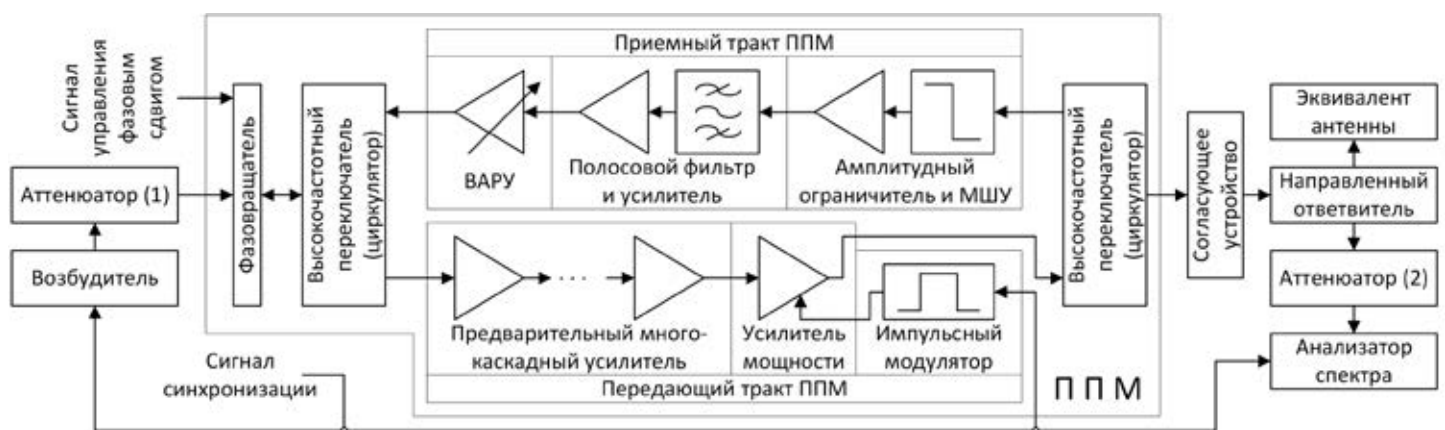 Сигнал
управления
фазовым
сдвигом
Аттенюатор (1)
Возбудитель
Фазовращатель
Высокочастотный
переключатель
(циркулятор)
Приемный тракт ППМ
ВАРУ
Полосовой фильтр
и усилитель
Амплитудный
ограничитель и МШУ
Предварительный много-
каскадный усилитель
Усилитель
мощности
Импульсный
модулятор
Передающий тракт ППМ
Высокочастотный
переключатель
(циркулятор)
П П М
Согласующее
устройство
Эквивалент
антенны
Направленный
ответвитель
Аттенюатор (2)
Анализатор
спектра
Сигнал
синхронизации